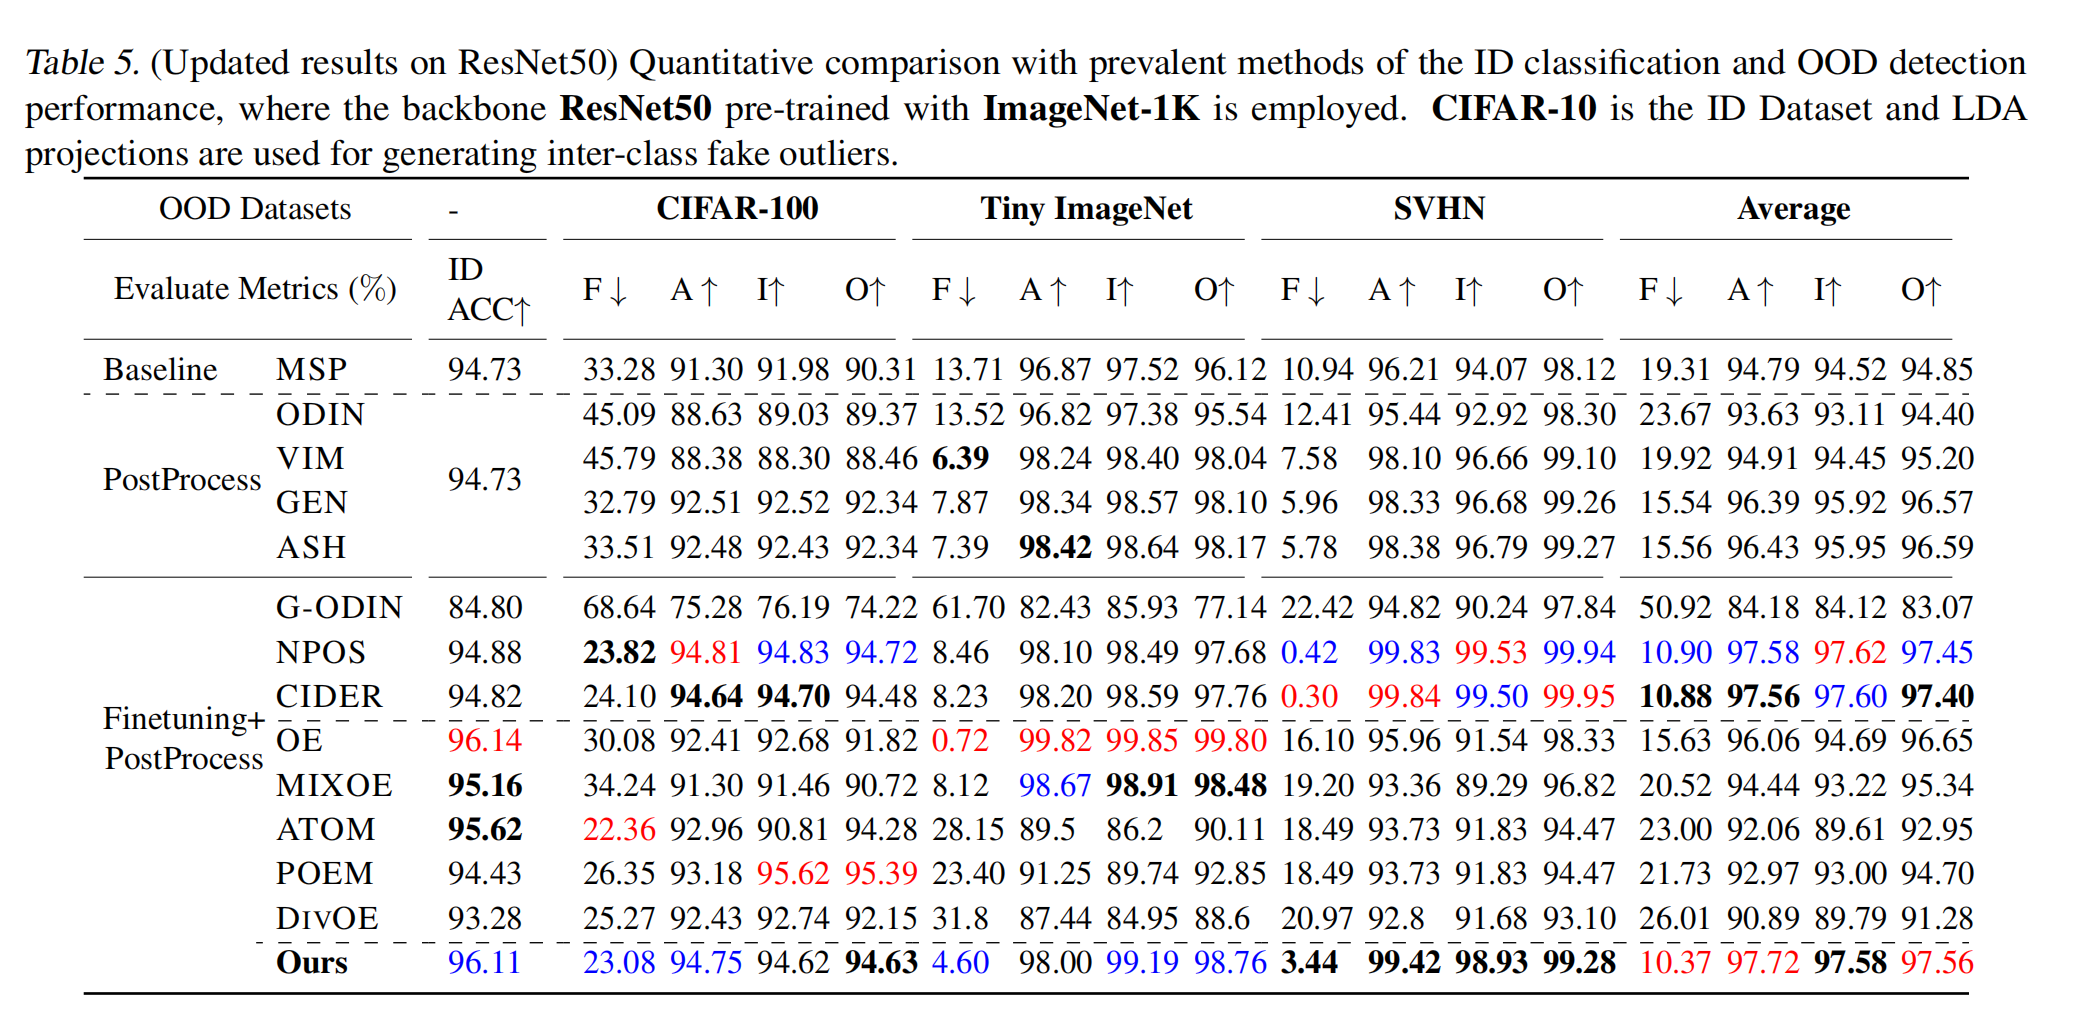 Table 5. (Updated results on ResNet50) Quantitative comparison with prevalent methods of the ID classification and OOD detection
performance, where the backbone ResNet50 pre-trained with ImageNet-1K is employed. CIFAR-10 is the ID Dataset and LDA
projections are used for generating inter-class fake outliers.
OOD Datasets - CIFAR-100 Tiny ImageNet SVHN Average
Evaluate Metrics (%) ID ACC↑ F ↓ A ↑ I↑ O↑ F ↓ A ↑ I↑ O↑ F ↓ A ↑ I↑ O↑ F ↓ A ↑ I↑ O↑
Baseline MSP 94.73 33.28 91.30 91.98 90.31 13.71 96.87 97.52 96.12 10.94 96.21 94.07 98.12 19.31 94.79 94.52 94.85
ODIN 45.09 88.63 89.03 89.37 13.52 96.82 97.38 95.54 12.41 95.44 92.92 98.30 23.67 93.63 93.11 94.40
VIM 45.79 88.38 88.30 88.46 6.39 98.24 98.40 98.04 7.58 98.10 96.66 99.10 19.92 94.91 94.45 95.20
PostProcess 94.73
GEN 32.79 92.51 92.52 92.34 7.87 98.34 98.57 98.10 5.96 98.33 96.68 99.26 15.54 96.39 95.92 96.57
ASH 33.51 92.48 92.43 92.34 7.39 98.42 98.64 98.17 5.78 98.38 96.79 99.27 15.56 96.43 95.95 96.59
G-ODIN 84.80 68.64 75.28 76.19 74.22 61.70 82.43 85.93 77.14 22.42 94.82 90.24 97.84 50.92 84.18 84.12 83.07
NPOS 94.88 23.82 94.81 94.83 94.72 8.46 98.10 98.49 97.68 0.42 99.83 99.53 99.94 10.90 97.58 97.62 97.45
CIDER 94.82 24.10 94.64 94.70 94.48 8.23 98.20 98.59 97.76 0.30 99.84 99.50 99.95 10.88 97.56 97.60 97.40
Finetuning+
OE 96.14 30.08 92.41 92.68 91.82 0.72 99.82 99.85 99.80 16.10 95.96 91.54 98.33 15.63 96.06 94.69 96.65
PostProcess
MIXOE 95.16 34.24 91.30 91.46 90.72 8.12 98.67 98.91 98.48 19.20 93.36 89.29 96.82 20.52 94.44 93.22 95.34
ATOM 95.62 22.36 92.96 90.81 94.28 28.15 89.5 86.2 90.11 18.49 93.73 91.83 94.47 23.00 92.06 89.61 92.95
POEM 94.43 26.35 93.18 95.62 95.39 23.40 91.25 89.74 92.85 18.49 93.73 91.83 94.47 21.73 92.97 93.00 94.70
DIVOE 93.28 25.27 92.43 92.74 92.15 31.8 87.44 84.95 88.6 20.97 92.8 91.68 93.10 26.01 90.89 89.79 91.28
Ours 96.11 23.08 94.75 94.62 94.63 4.60 98.00 99.19 98.76 3.44 99.42 98.93 99.28 10.37 97.72 97.58 97.56